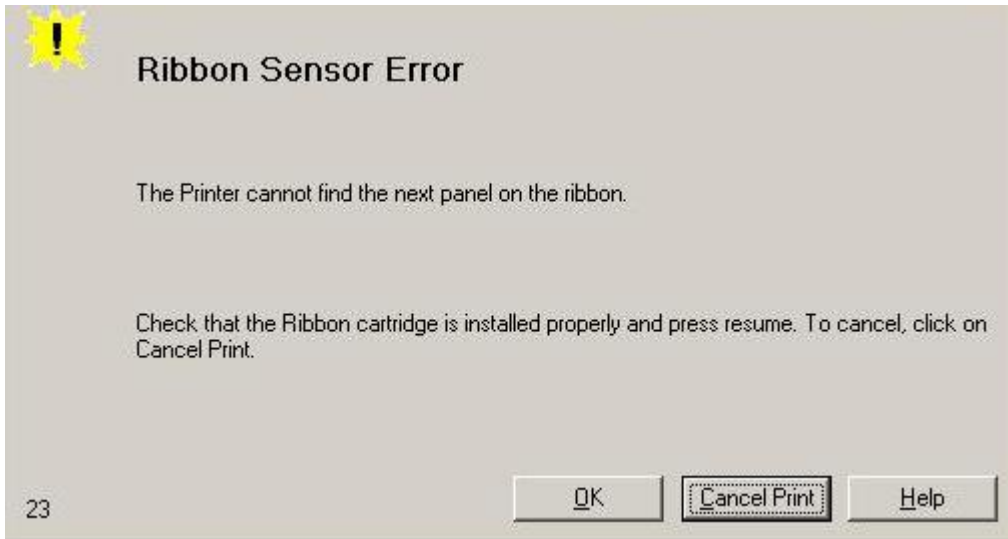 !
Ribbon Sensor Error
The Printer cannot find the next panel on the ribbon.
Check that the Ribbon cartridge is installed properly and press resume. To cancel, click on
Cancel Print.
23
OK
Cancel Print
Help